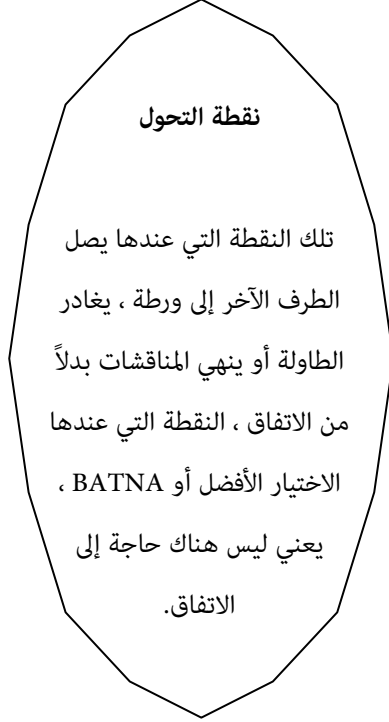 نقطة التحول
تلك النقطة التي عندها يصل
الطرف الآخر إلى ورطة ، يغادر
الطاولة أو ينهي المناقشات بدلاً
من الاتفاق ، النقطة التي عندها
الاختيار الأفضل أو BATNA ،
يعني ليس هناك حاجة إلى
الاتفاق.